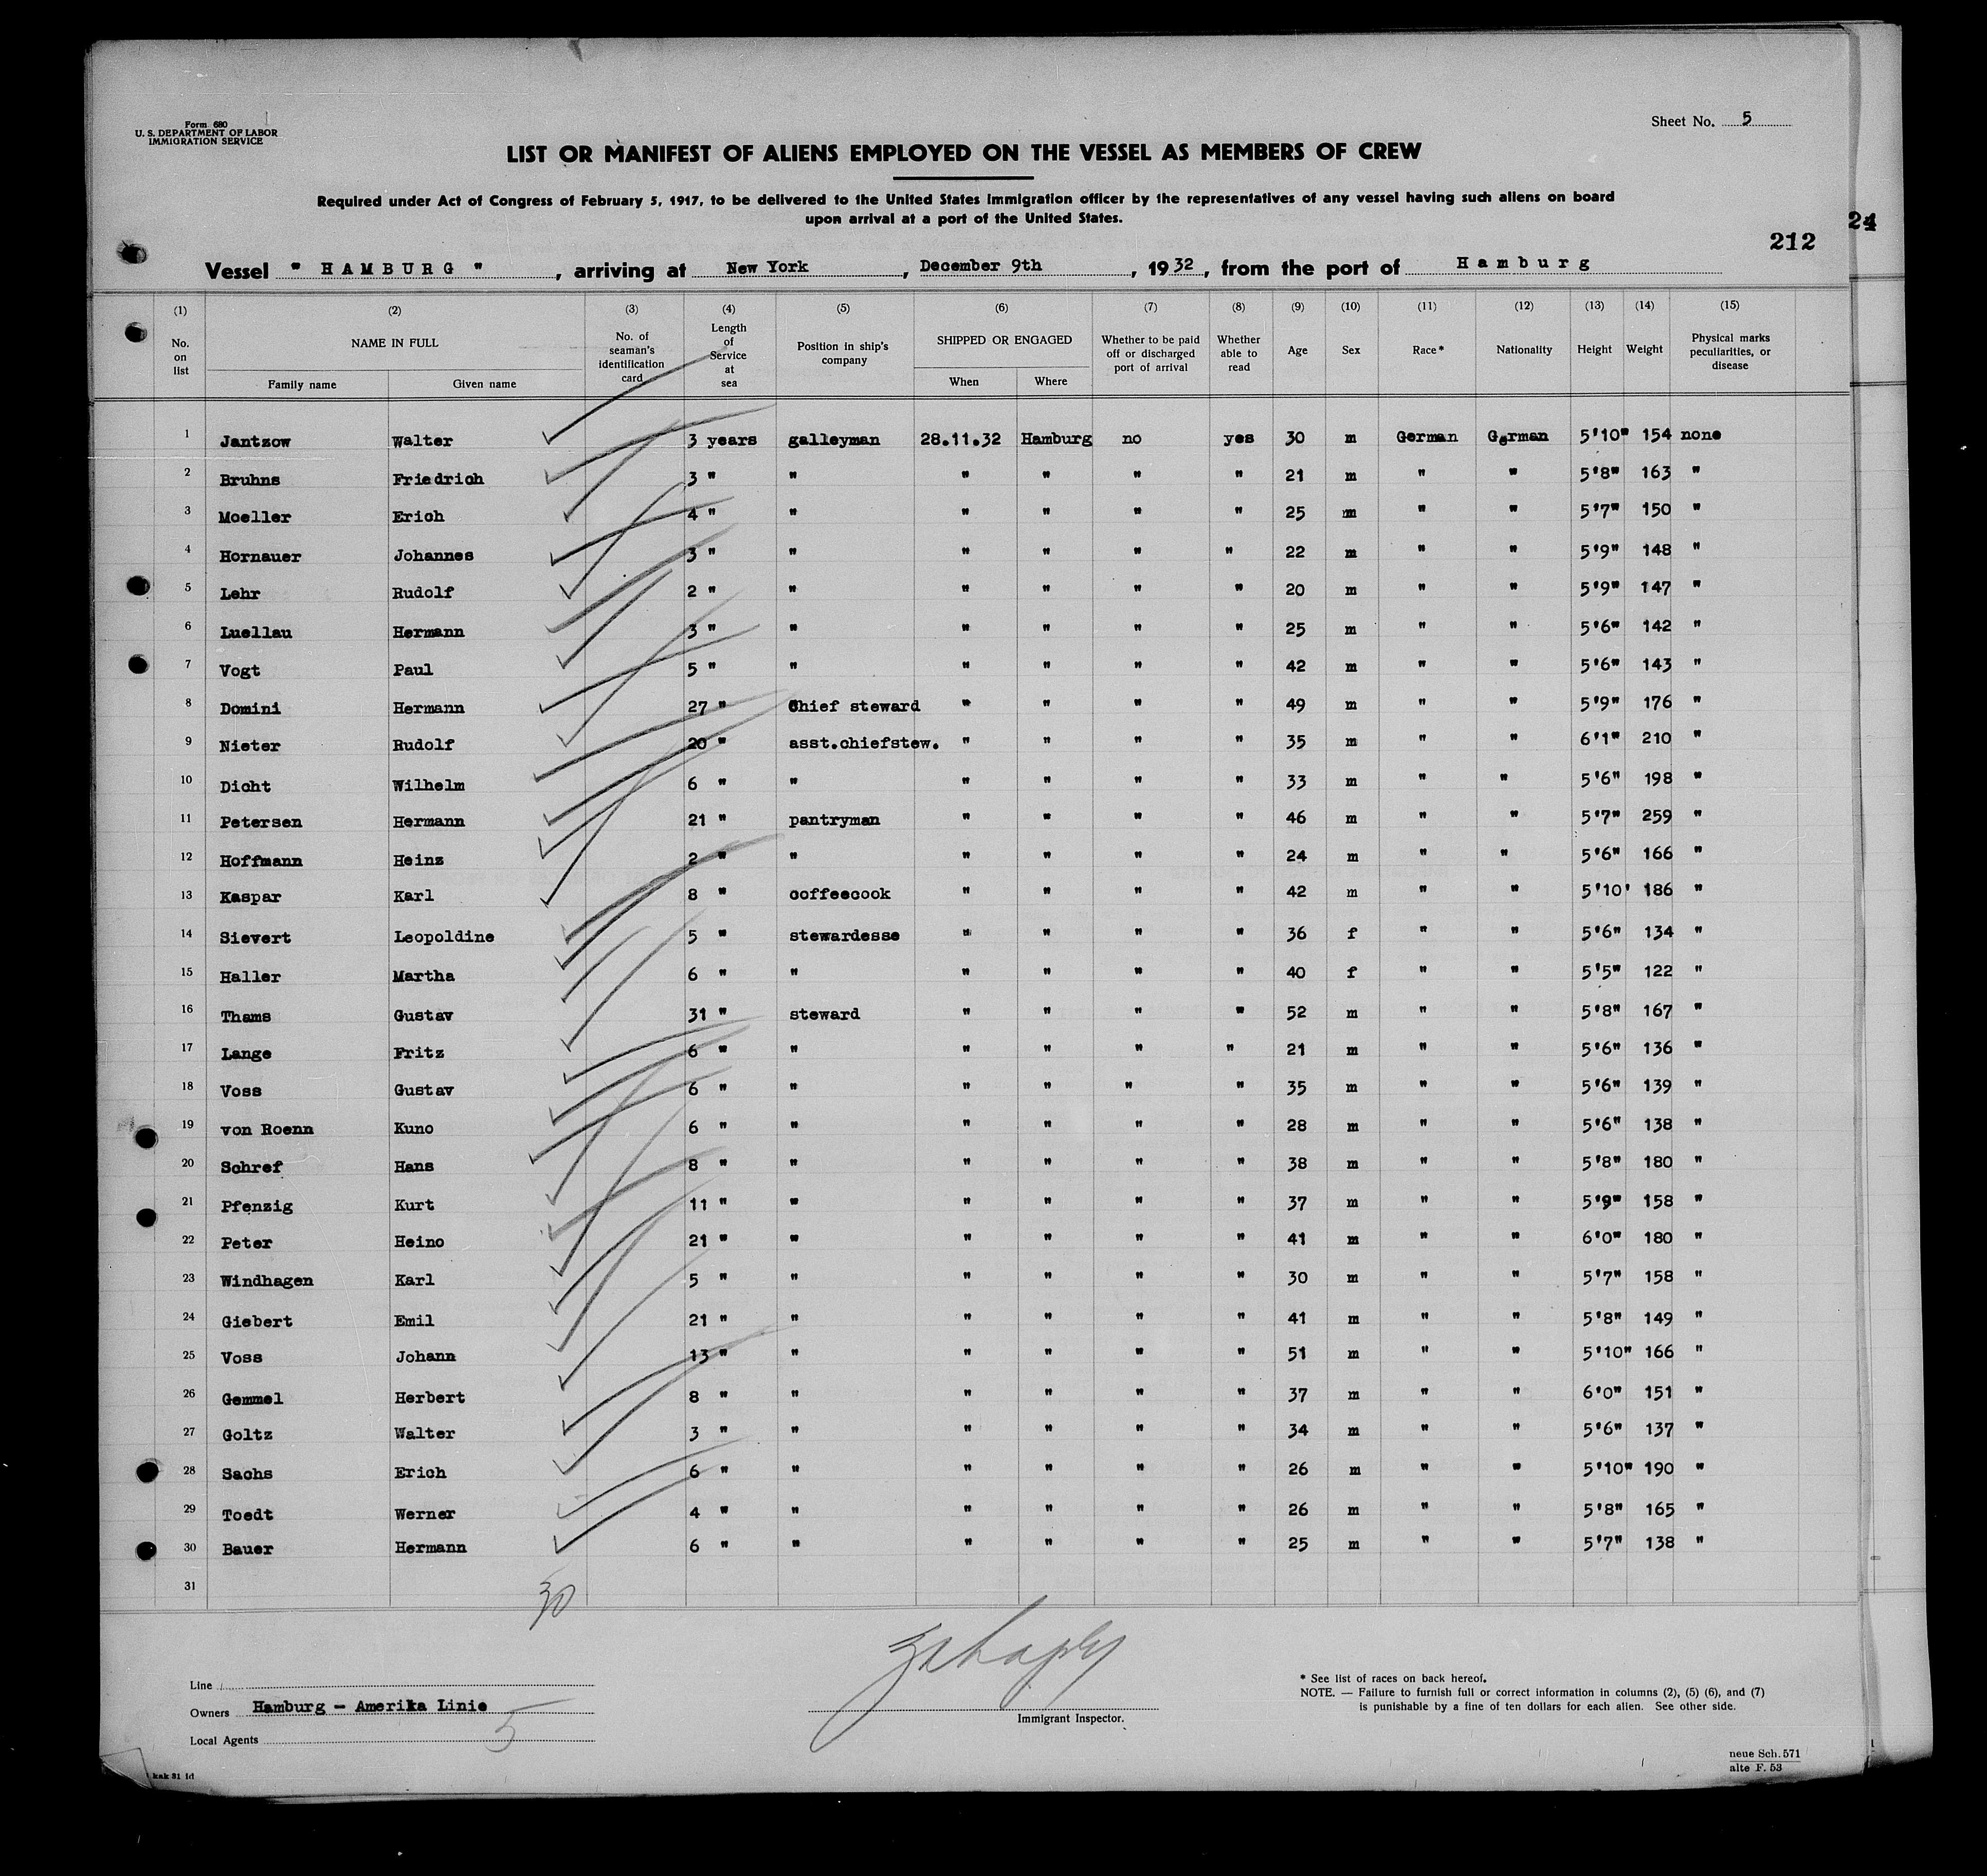 Form 680
U. S. DEPARTMENT OF LABOR
IMMIGRATION SERVICE
Sheet No. 5
LIST OR MANIFEST OF ALIENS EMPLOYED ON THE VESSEL AS MEMBERS OF CREW
Required under Act of Congress of February 5, 1917, to be delivered to the United States Immigration officer by the representatives of any vessel having such aliens on board
upon arrival at a port of the United States.
24
212
Vessel " HAMBURG ", arriving at New York, December 9th, 1932, from the port of Hamburg
(1) (2) (3) (4) (5) (6) (7) (8) (9) (10) (11) (12) (13) (14) (15)
No. on list NAME IN FULL Family name Given name No. of seaman's identification card Length of Service at sea Position in ship's company SHIPPED OR ENGAGED When Where Whether to be paid off or discharged port of arrival Whether able to read Age Sex Race* Nationality Height Weight Physical marks peculiarities, or disease
1 Jantzow Walter 3 years galleyman 28.11.32 Hamburg no yes 30 m German German 5'10" 154 none
2 Bruhns Friedrich 3 " " " " " " 21 m " " 5'8" 163 "
3 Moeller Erich 4 " " " " " " 25 m " " 5'7" 150 "
4 Hornauer Johannes 3 " " " " " " 22 m " " 5'9" 148 "
5 Lehr Rudolf 2 " " " " " " 20 m " " 5'9" 147 "
6 Luellau Hermann 3 " " " " " " 25 m " " 5'6" 142 "
7 Vogt Paul 5 " " " " " " 42 m " " 5'6" 143 "
8 Domini Hermann 27 " Chief steward " " " " 49 m " " 5'9" 176 "
9 Nieter Rudolf 20 " asst.chiefstew. " " " " 35 m " " 6'1" 210 "
10 Dicht Wilhelm 6 " " " " " " 33 m " " 5'6" 198 "
11 Petersen Hermann 21 " pantryman " " " " 46 m " " 5'7" 259 "
12 Hoffmann Heinz 2 " " " " " " 24 m " " 5'6" 166 "
13 Kaspar Karl 8 " coffeecook " " " " 42 m " " 5'10' 186 "
14 Sievert Leopoldine 5 " stewardesse " " " " 36 f " " 5'6" 134 "
15 Haller Martha 6 " " " " " " 40 f " " 5'5" 122 "
16 Thams Gustav 31 " steward " " " " 52 m " " 5'8" 167 "
17 Lange Fritz 6 " " " " " " 21 m " " 5'6" 136 "
18 Voss Gustav 6 " " " " " " 35 m " " 5'6" 139 "
19 von Roenn Kuno 6 " " " " " " 28 m " " 5'6" 138 "
20 Schref Hans 8 " " " " " " 38 m " " 5'8" 180 "
21 Pfenzig Kurt 11 " " " " " " 37 m " " 5'9" 158 "
22 Peter Heino 21 " " " " " " 41 m " " 6'0" 180 "
23 Windhagen Karl 5 " " " " " " 30 m " " 5'7" 158 "
24 Giebert Emil 21 " " " " " " 41 m " " 5'8" 149 "
25 Voss Johann 13 " " " " " " 51 m " " 5'10" 166 "
26 Gemmel Herbert 8 " " " " " " 37 m " " 6'0" 151 "
27 Goltz Walter 3 " " " " " " 34 m " " 5'6" 137 "
28 Sachs Erich 6 " " " " " " 26 m " " 5'10" 190 "
29 Toedt Werner 4 " " " " " " 26 m " " 5'8" 165 "
30 Bauer Hermann 6 " " " " " " 25 m " " 5'7" 138 "
31
30
Line
Owners Hamburg - Amerika Linie
Local Agents 5
Immigrant Inspector.
* See list of races on back hereof.
NOTE. — Failure to furnish full or correct information in columns (2), (5) (6), and (7)
is punishable by a fine of ten dollars for each alien. See other side.
neue Sch. 571
alte F. 53